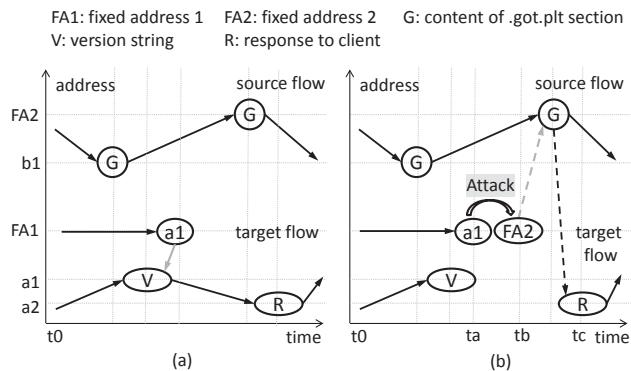 FA1: fixed address 1 FA2: fixed address 2 G: content of .got.plt section
V: version string R: response to client
address source flow
FA2 G
b1 G
FA1 a1 target flow
a1 V
a2 R
t0 time
(a)
address source flow
G
G
Attack
a1 FA2 target
flow
V
R
t0 ta tb tc time
(b)